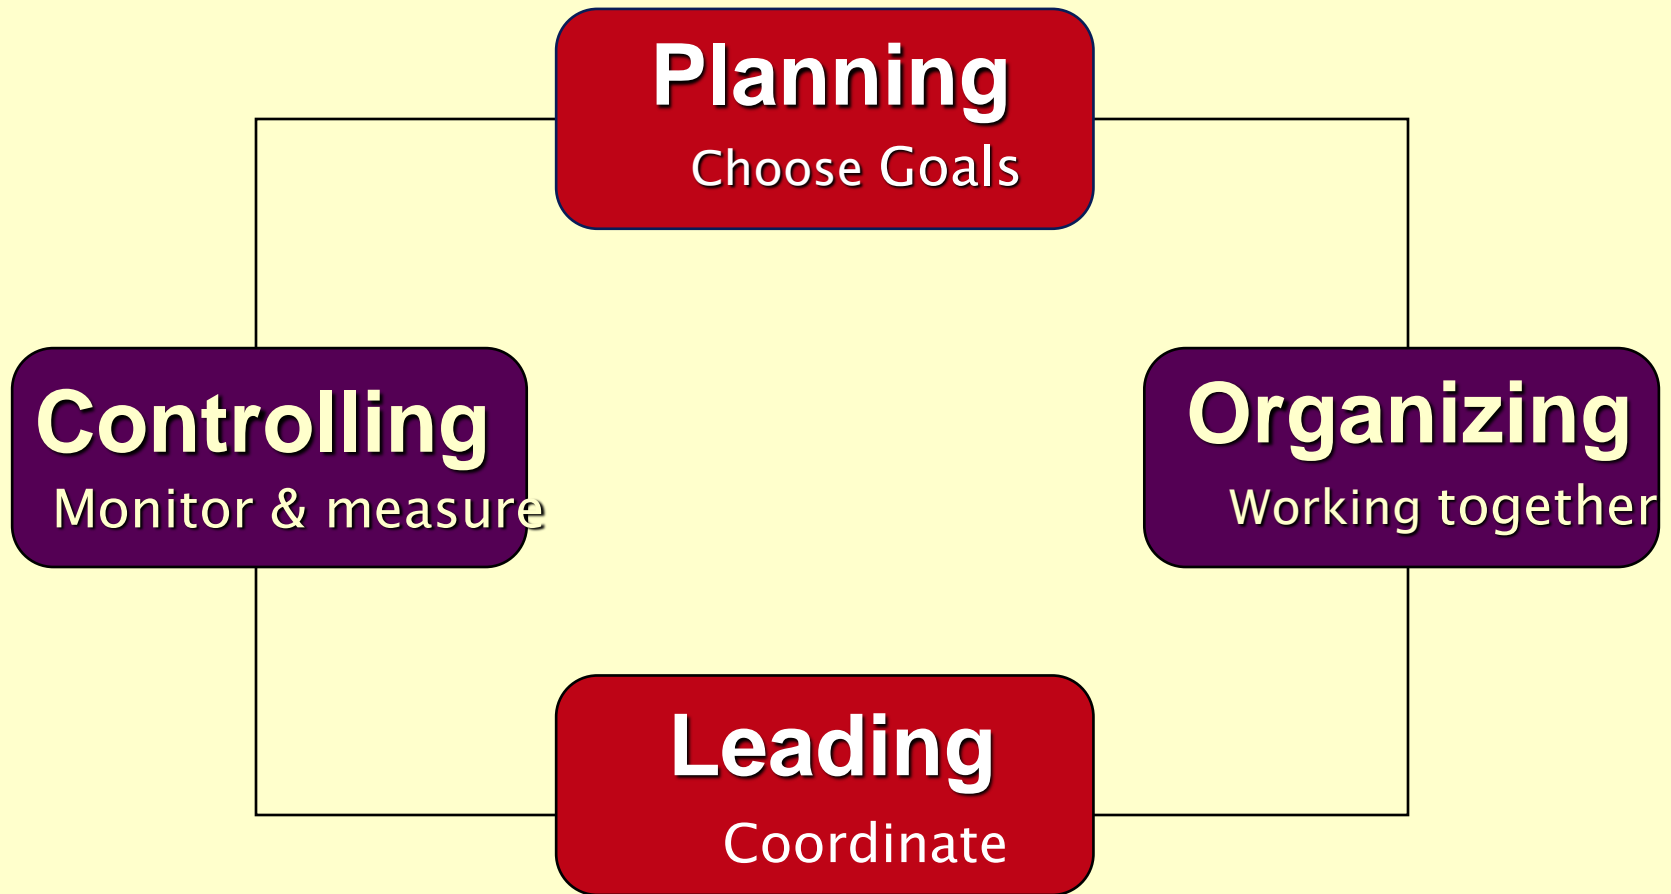 Planning
Choose Goals
Controlling
Monitor & measure
Organizing
Working together
Leading
Coordinate